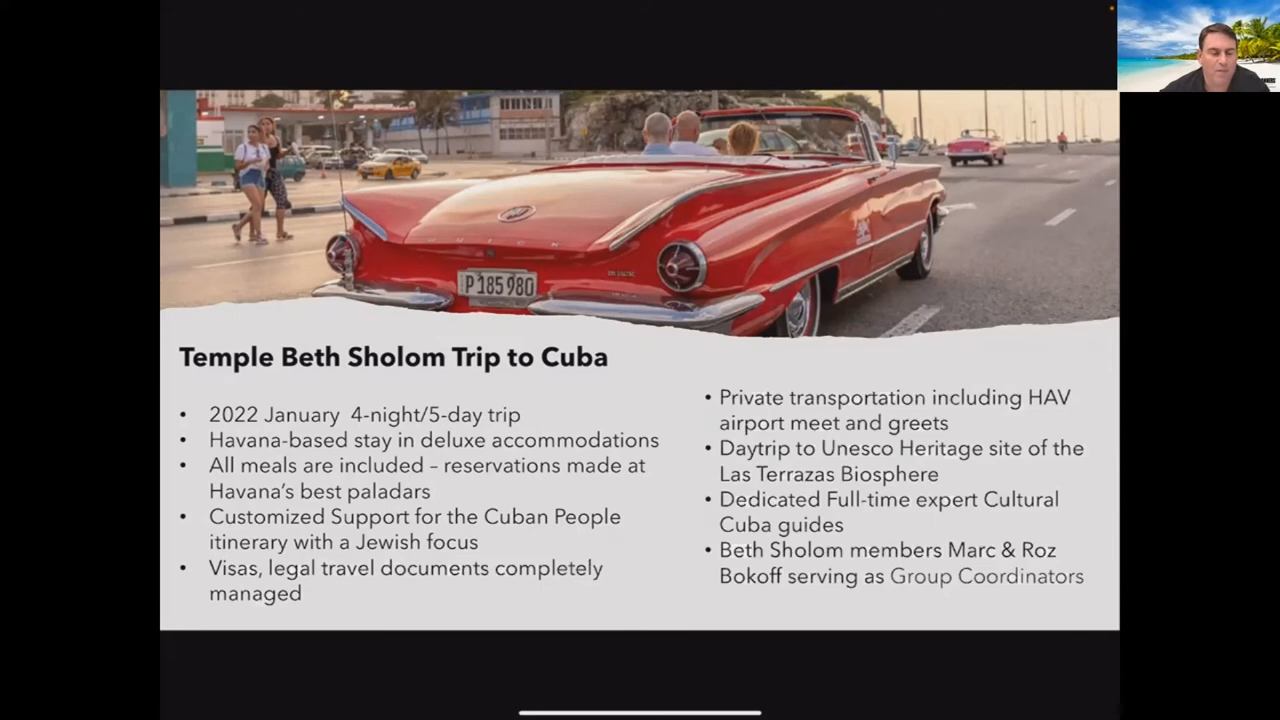 BUICK
P 185 980
Temple Beth Sholom Trip to Cuba
• 2022 January 4-night/5-day trip
• Havana-based stay in deluxe accommodations
• All meals are included – reservations made at
Havana's best paladars
• Customized Support for the Cuban People
itinerary with a Jewish focus
• Visas, legal travel documents completely
managed
• Private transportation including HAV
airport meet and greets
• Daytrip to Unesco Heritage site of the
Las Terrazas Biosphere
• Dedicated Full-time expert Cultural
Cuba guides
• Beth Sholom members Marc & Roz
Bokoff serving as Group Coordinators